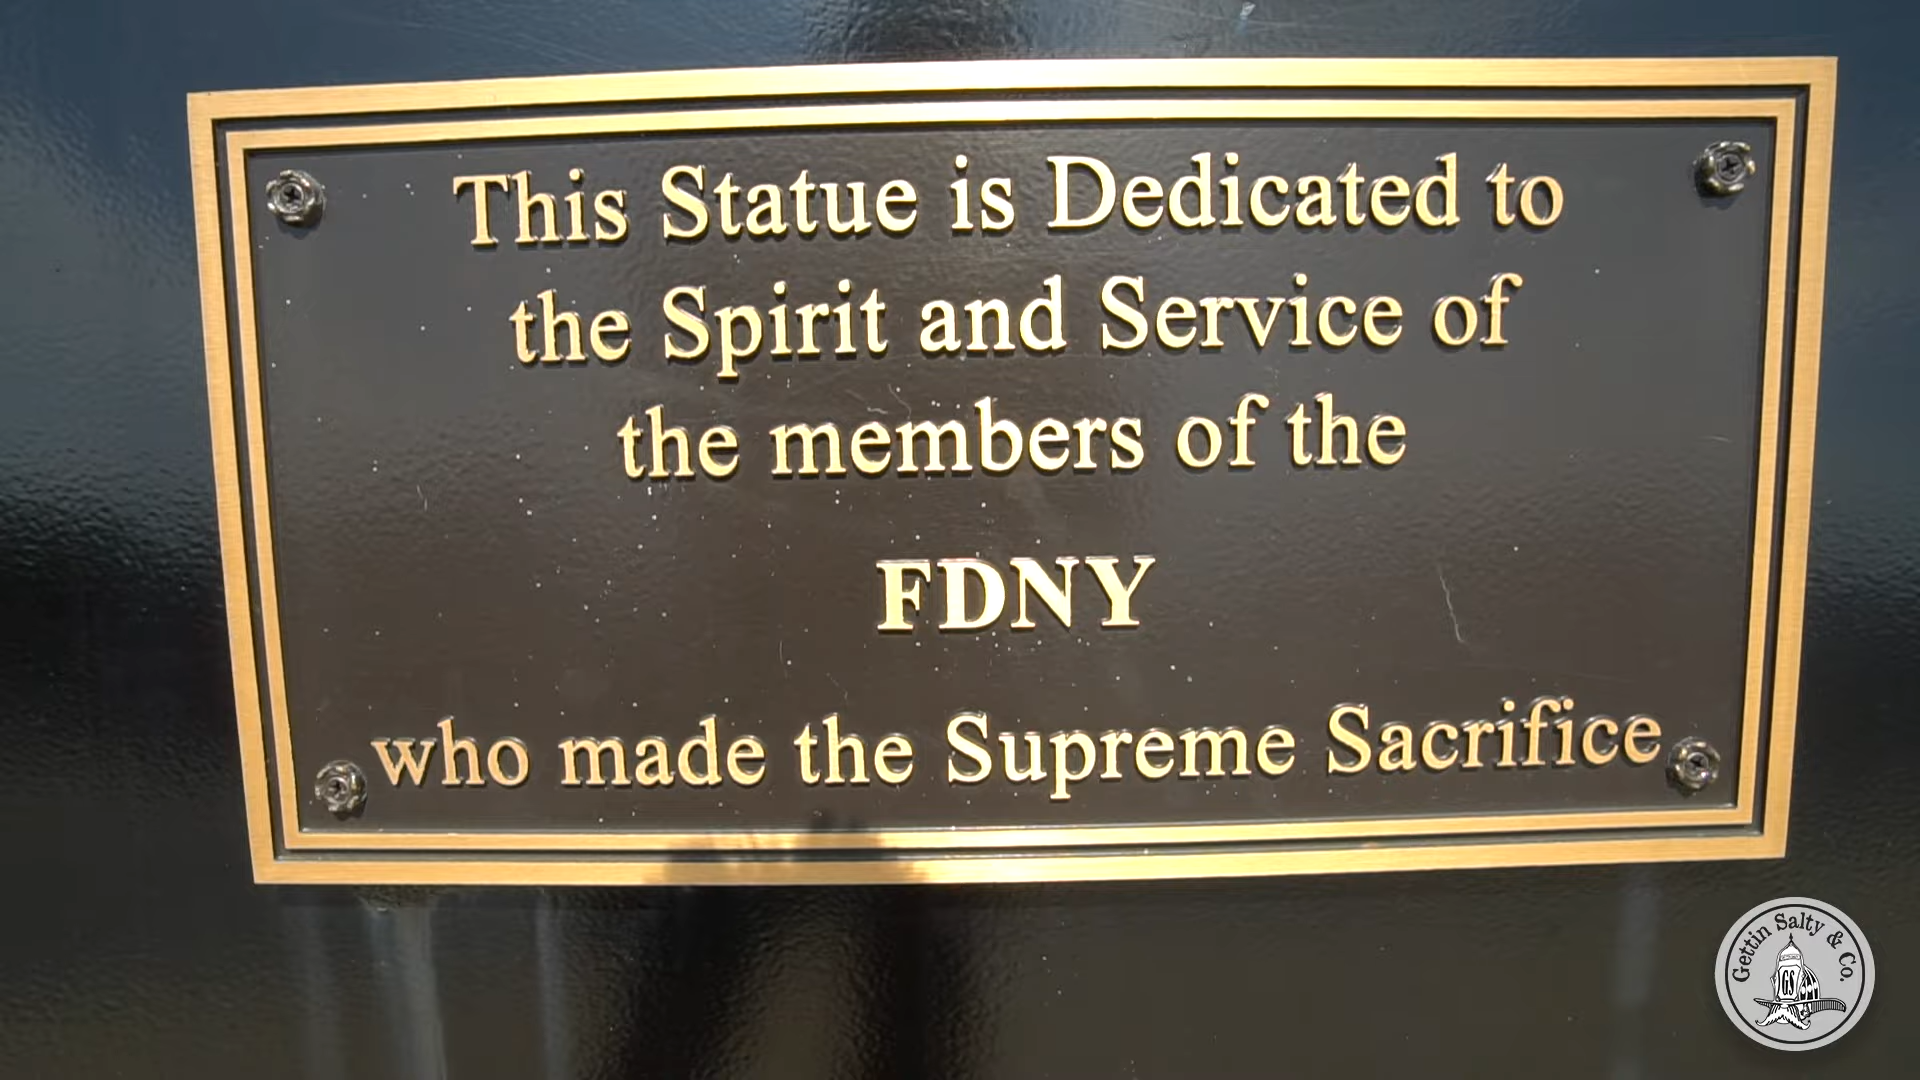 This Statue is Dedicated to
the Spirit and Service of
the members of the
FDNY
who made the Supreme Sacrifice
Gettin Salty & Co.
GS